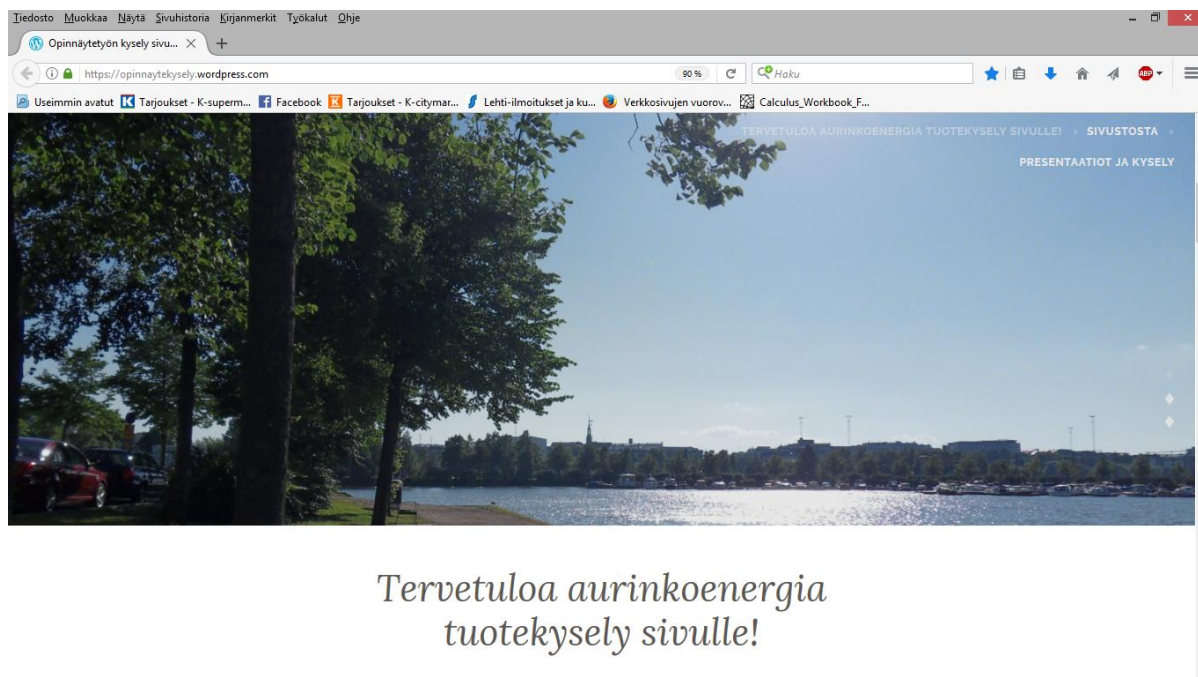 Tiedosto Muokkaa Näytä Sivuhistoria Kirjanmerkit Työkalut Ohje
Opinnäytetyön kysely sivu...
https://opinnaytekysely.wordpress.com 90 % Haku ABP
Useimmin avatut Tarjoukset - K-superm... Facebook Tarjoukset - K-citymar... Lehti-ilmoitukset ja ku... Verkkosivujen vuorov... Calculus_Workbook_F...
TERVETULOA AURINKOENERGIA TUOTEKYSELY SIVULLE! SIVUSTOSTA
PRESENTAATIOT JA KYSELY
Tervetuloa aurinkoenergia
tuotekysely sivulle!